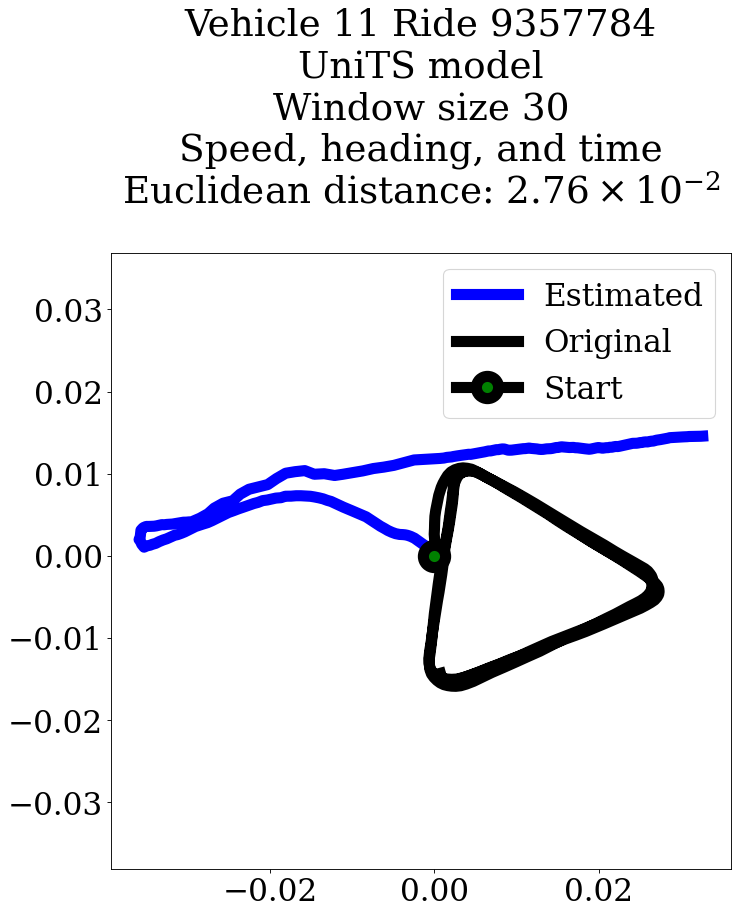 Vehicle 11 Ride 9357784
UniTS model
Window size 30
Speed, heading, and time
Euclidean distance: 2.76 × 10⁻²
Estimated
Original
Start
0.03
0.02
0.01
0.00
−0.01
−0.02
−0.03
−0.02 0.00 0.02